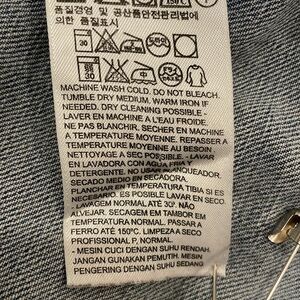 품질경영 및 공산품안전관리법에
의한 품질표시
30
30
MACHINE WASH COLD. DO NOT BLEACH.
TUMBLE DRY MEDIUM. WARM IRON IF
NEEDED. DRY CLEANING POSSIBLE -
LAVER EN MACHINE A L'EAU FROIDE.
NE PAS BLANCHIR. SECHER EN MACHINE
A TEMPERATURE MOYENNE. REPASSER A
TEMPERATURE MOYENNE AU BESOIN.
NETTOYAGE A SEC POSSIBLE. - LAVAR
EN LAVADORA CON AGUA FRIA Y
DETERGENTE. NO USAR BLANQUEADOR.
SECADO MEDIO EN SECADORA.
PLANCHAR EN TEMPERATURA TIBIA SI ES
NECESARIO. ES POSIBLE LAVAR EN SECO.
- LAVAGEM NORMAL ATÉ 30°. NÃO
ALVEJAR. SECAGEM EM TAMBOR EM
TEMPERATURA NORMAL. PASSAR A
FERRO ATÉ 150°C. LIMPEZA A SECO
PROFISSIONAL P, NORMAL. -
MESIN CUCI DENGAN SUHU RENDAH.
JANGAN GUNAKAN PEMUTIH. MESIN
PENGERING DENGAN SUHU SEDANG